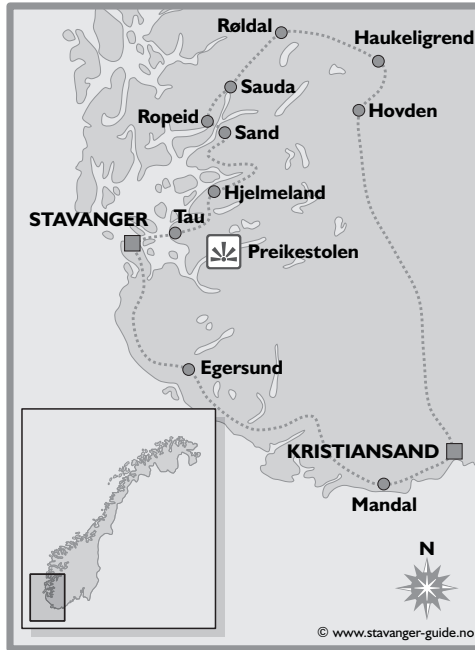 Røldal
Haukeligrend
Sauda
Hovden
Ropeid
Sand
Hjelmeland
STAVANGER
Tau
Preikestolen
Egersund
KRISTIANSAND
Mandal
N
© www.stavanger-guide.no